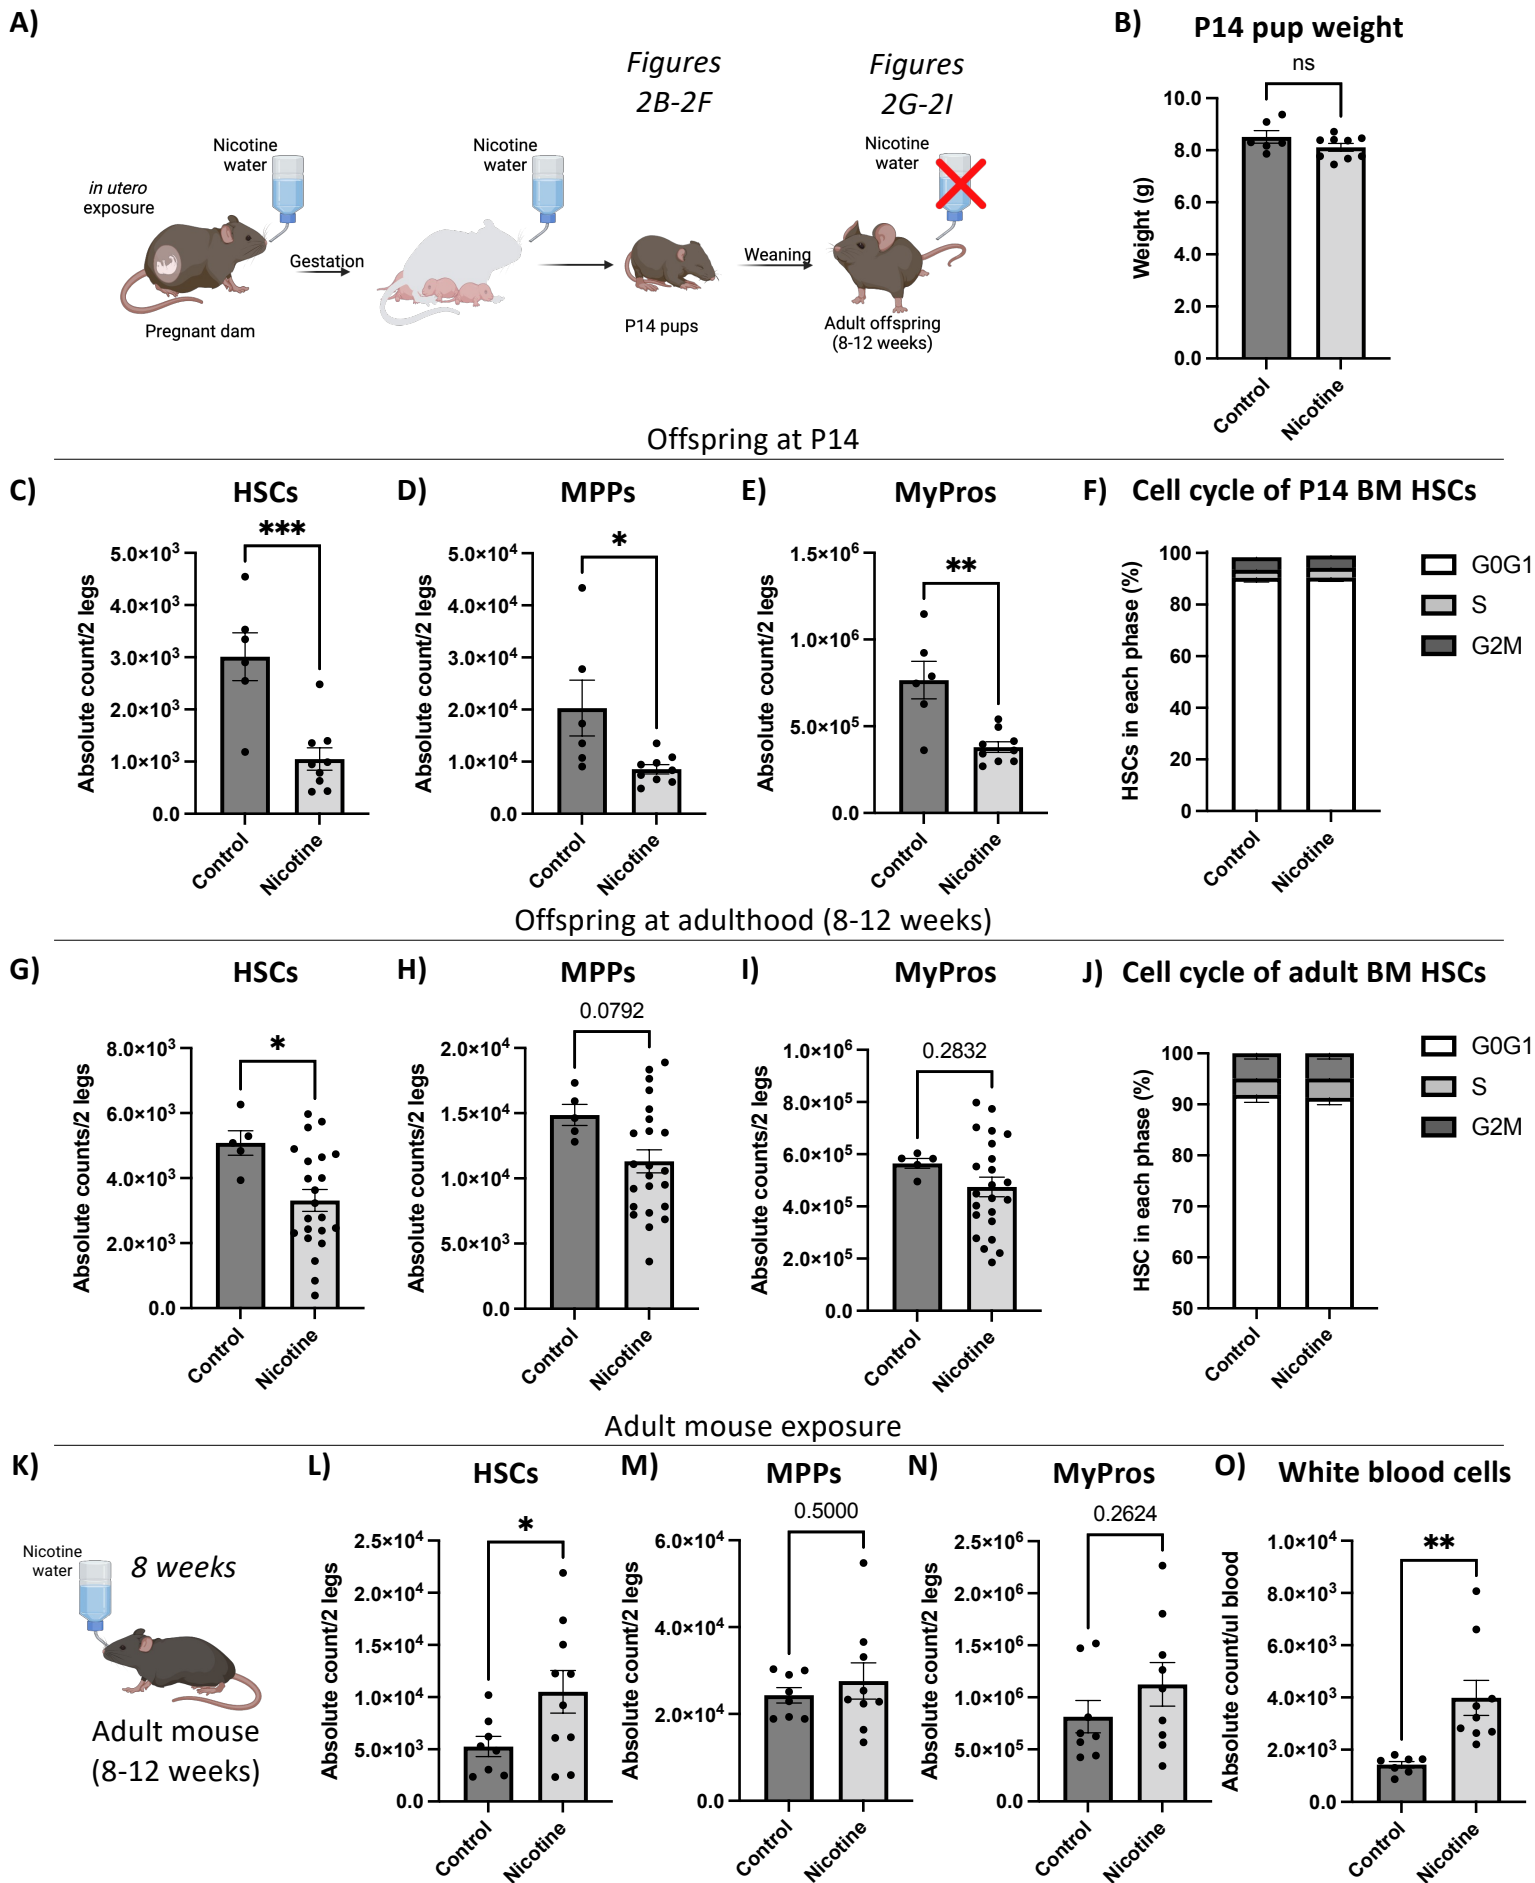 A)
Figures
2B-2F
Figures
2G-2I
Nicotine
water
Nicotine
water
Nicotine
water
in utero
exposure
Gestation
Weaning
Pregnant dam
P14 pups
Adult offspring
(8-12 weeks)
B)
P14 pup weight
ns
10.0
8.0
6.0
4.0
2.0
0.0
Weight (g)
Control
Nicotine
Offspring at P14
C)
HSCs
***
5.0×10³
4.0×10³
3.0×10³
2.0×10³
1.0×10³
0.0
Absolute count/2 legs
Control
Nicotine
D)
MPPs
*
5.0×10⁴
4.0×10⁴
3.0×10⁴
2.0×10⁴
1.0×10⁴
0.0
Absolute count/2 legs
Control
Nicotine
E)
MyPros
**
1.5×10⁶
1.0×10⁶
5.0×10⁵
0.0
Absolute count/2 legs
Control
Nicotine
F)
Cell cycle of P14 BM HSCs
100
80
60
40
20
0
HSCs in each phase (%)
Control
Nicotine
G0G1
S
G2M
Offspring at adulthood (8-12 weeks)
G)
HSCs
*
8.0×10³
6.0×10³
4.0×10³
2.0×10³
0.0
Absolute counts/2 legs
Control
Nicotine
H)
MPPs
0.0792
2.0×10⁴
1.5×10⁴
1.0×10⁴
5.0×10³
0.0
Absolute counts/2 legs
Control
Nicotine
I)
MyPros
0.2832
1.0×10⁶
8.0×10⁵
6.0×10⁵
4.0×10⁵
2.0×10⁵
0.0
Absolute counts/2 legs
Control
Nicotine
J)
Cell cycle of adult BM HSCs
100
90
80
70
60
50
HSC in each phase (%)
Control
Nicotine
G0G1
S
G2M
Adult mouse exposure
K)
Nicotine
water
8 weeks
Adult mouse
(8-12 weeks)
L)
HSCs
*
2.5×10⁴
2.0×10⁴
1.5×10⁴
1.0×10⁴
5.0×10³
0.0
Absolute count/2 legs
Control
Nicotine
M)
MPPs
0.5000
6.0×10⁴
4.0×10⁴
2.0×10⁴
0.0
Absolute count/2 legs
Control
Nicotine
N)
MyPros
0.2624
2.5×10⁶
2.0×10⁶
1.5×10⁶
1.0×10⁶
5.0×10⁵
0.0
Absolute count/2 legs
Control
Nicotine
O)
White blood cells
**
1.0×10⁴
8.0×10³
6.0×10³
4.0×10³
2.0×10³
0.0
Absolute count/ul blood
Control
Nicotine